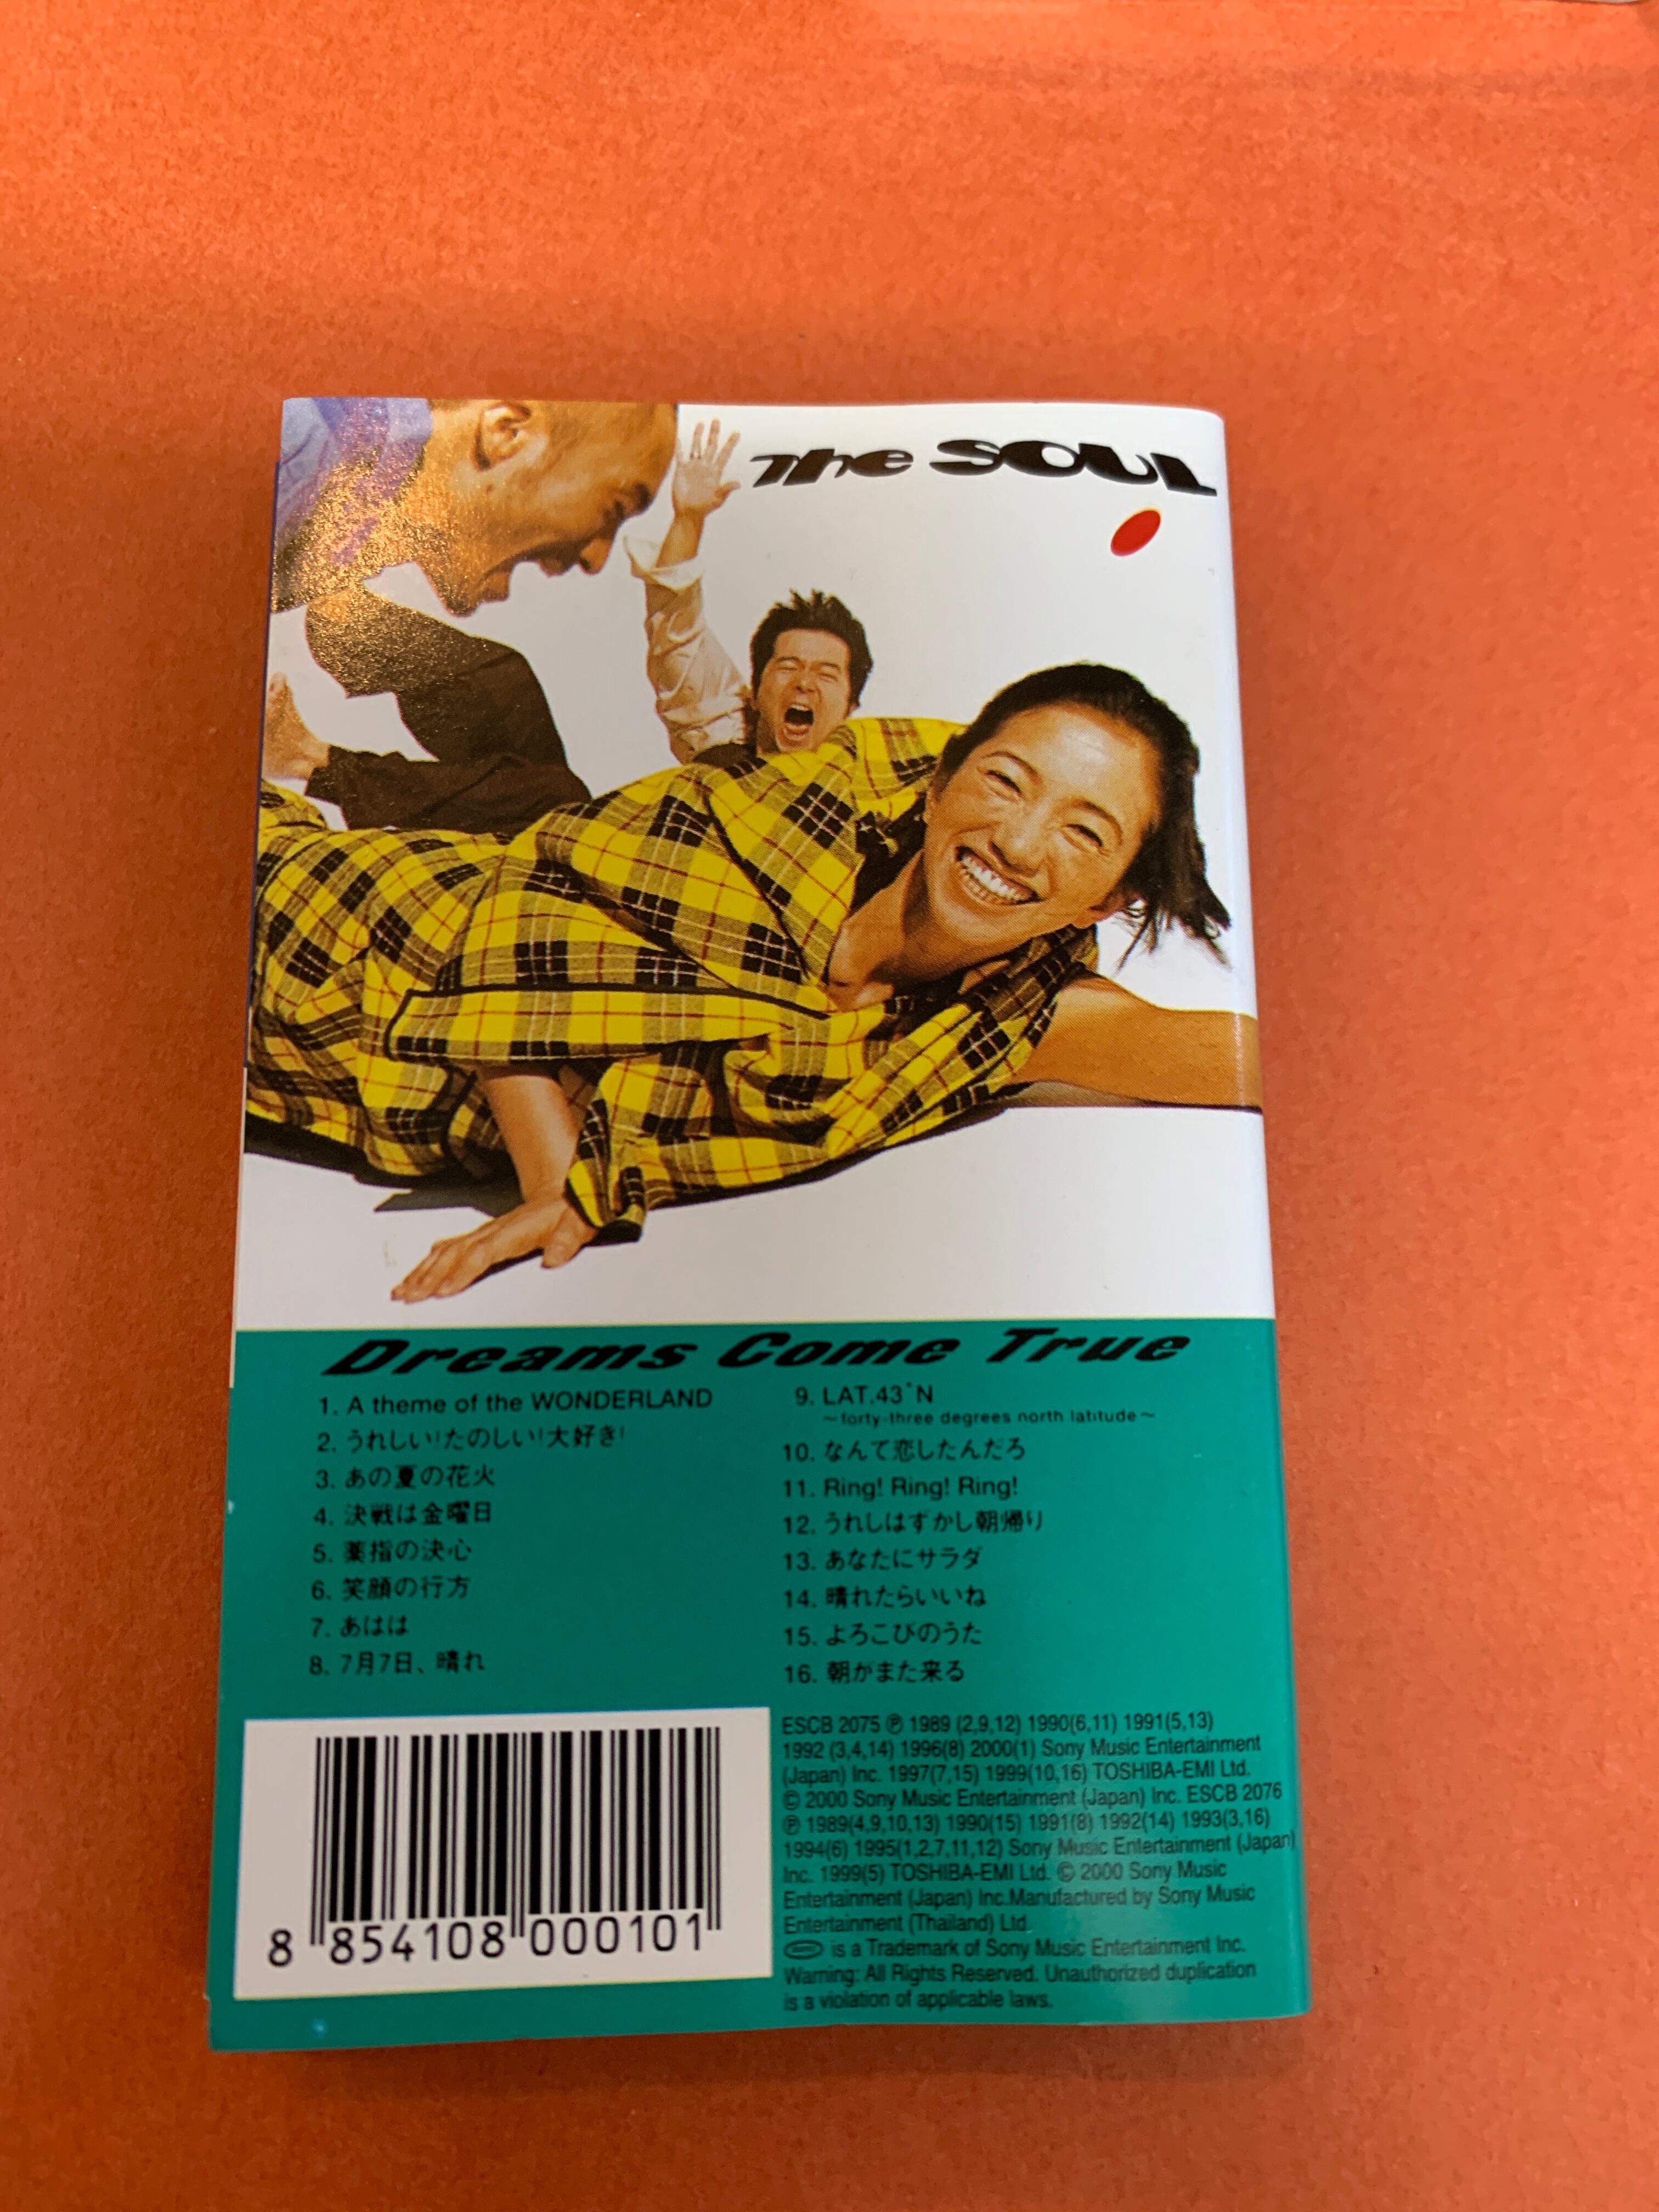 The SOUL
Dreams Come True
1. A theme of the WONDERLAND
2. うれしい!たのしい!大好き!
3. あの夏の花火
4. 決戦は金曜日
5. 薬指の決心
6. 笑顔の行方
7. あはは
8. 7月7日、晴れ
9. LAT.43°N
～forty-three degrees north latitude～
10. なんて恋したんだろ
11. Ring! Ring! Ring!
12. うれしはずかし朝帰り
13. あなたにサラダ
14. 晴れたらいいね
15. よろこびのうた
16. 朝がまた来る
8 854108 000101
ESCB 2075 ℗ 1989 (2,9,12) 1990(6,11) 1991(5,13)
1992 (3,4,14) 1996(8) 2000(1) Sony Music Entertainment
(Japan) Inc. 1997(7,15) 1999(10,16) TOSHIBA-EMI Ltd.
© 2000 Sony Music Entertainment (Japan) Inc. ESCB 2076
℗ 1989(4,9,10,13) 1990(15) 1991(8) 1992(14) 1993(3,16)
1994(6) 1995(1,2,7,11,12) Sony Music Entertainment (Japan)
Inc. 1999(5) TOSHIBA-EMI Ltd. © 2000 Sony Music
Entertainment (Japan) Inc.Manufactured by Sony Music
Entertainment (Thailand) Ltd.
is a Trademark of Sony Music Entertainment Inc.
Warning: All Rights Reserved. Unauthorized duplication
is a violation of applicable laws.